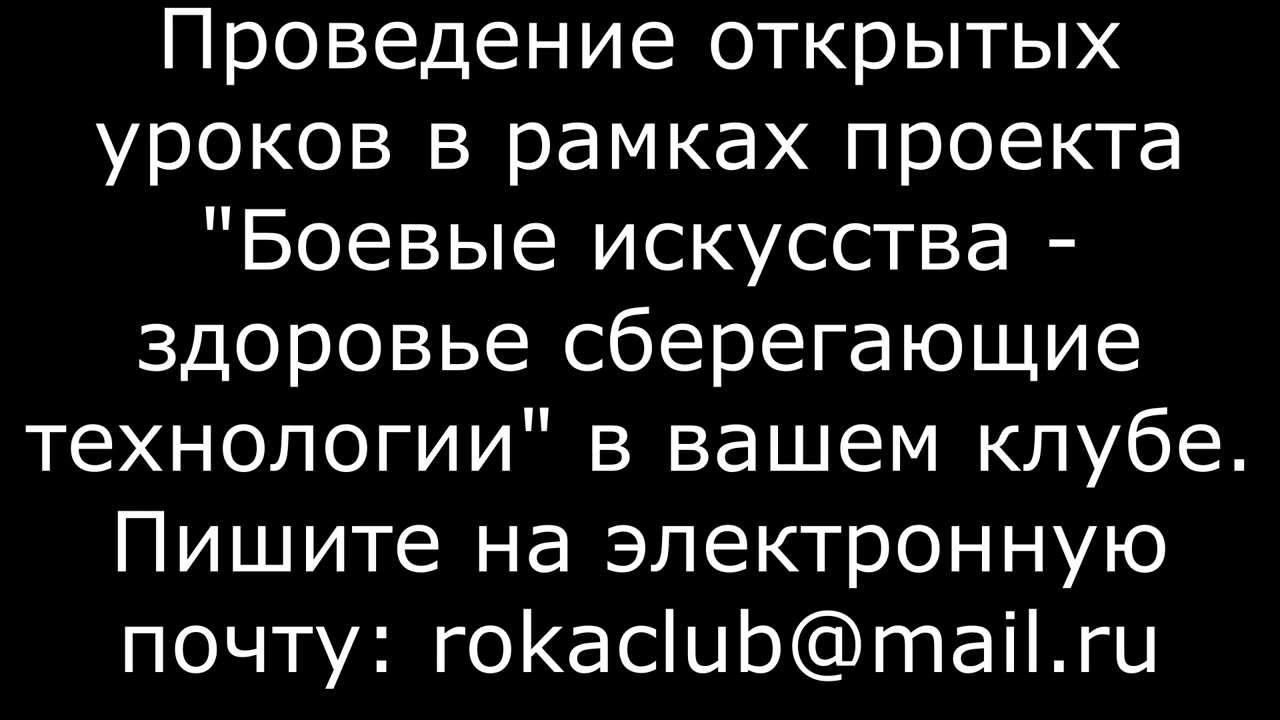 Проведение открытых
уроков в рамках проекта
"Боевые искусства -
здоровье сберегающие
технологии" в вашем клубе.
Пишите на электронную
почту: rokaclub@mail.ru